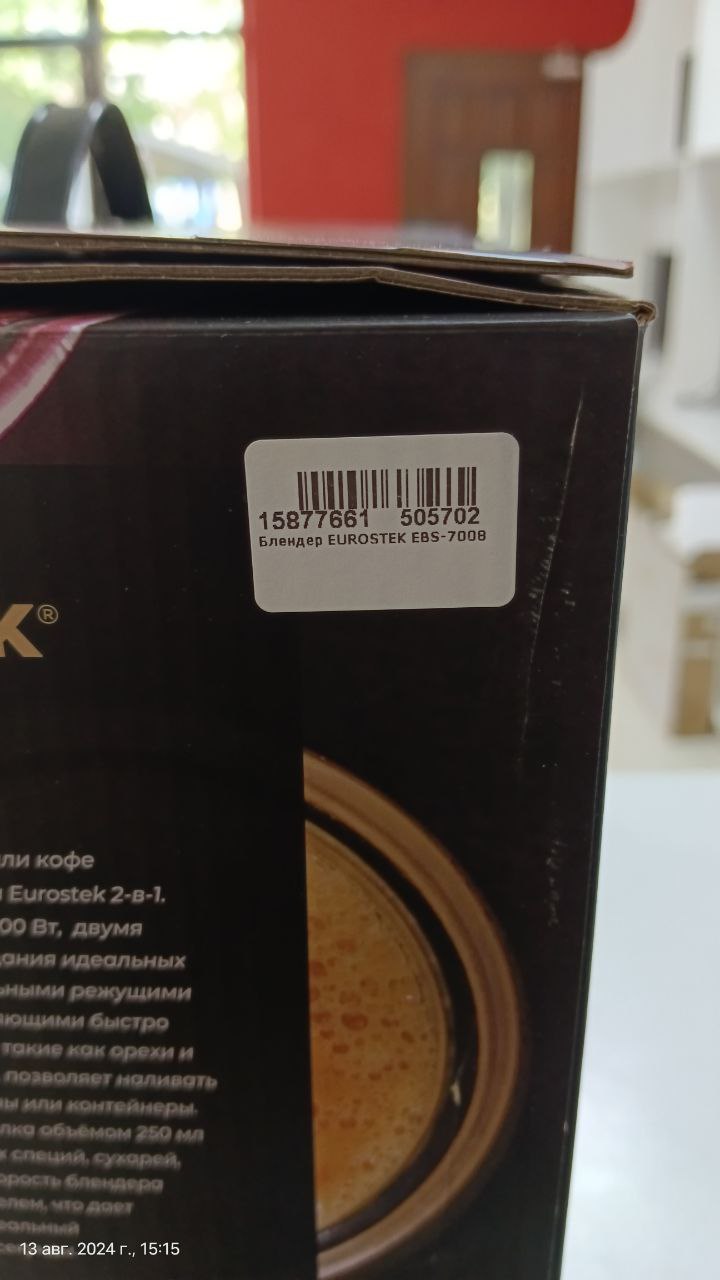 15877661 505702
Блендер EUROSTEK EBS-7008
K®
ли кофе
Eurostek 2-в-1.
00 Вт, двумя
дания идеальных
ьными режущими
ающими быстро
такие как орехи и
позволяет наливать
ны или контейнеры.
лка объёмом 250 мл
х специй, сухарей,
орость блендера
елем, что дает
еальный
13 авг. 2024 г., 15:15